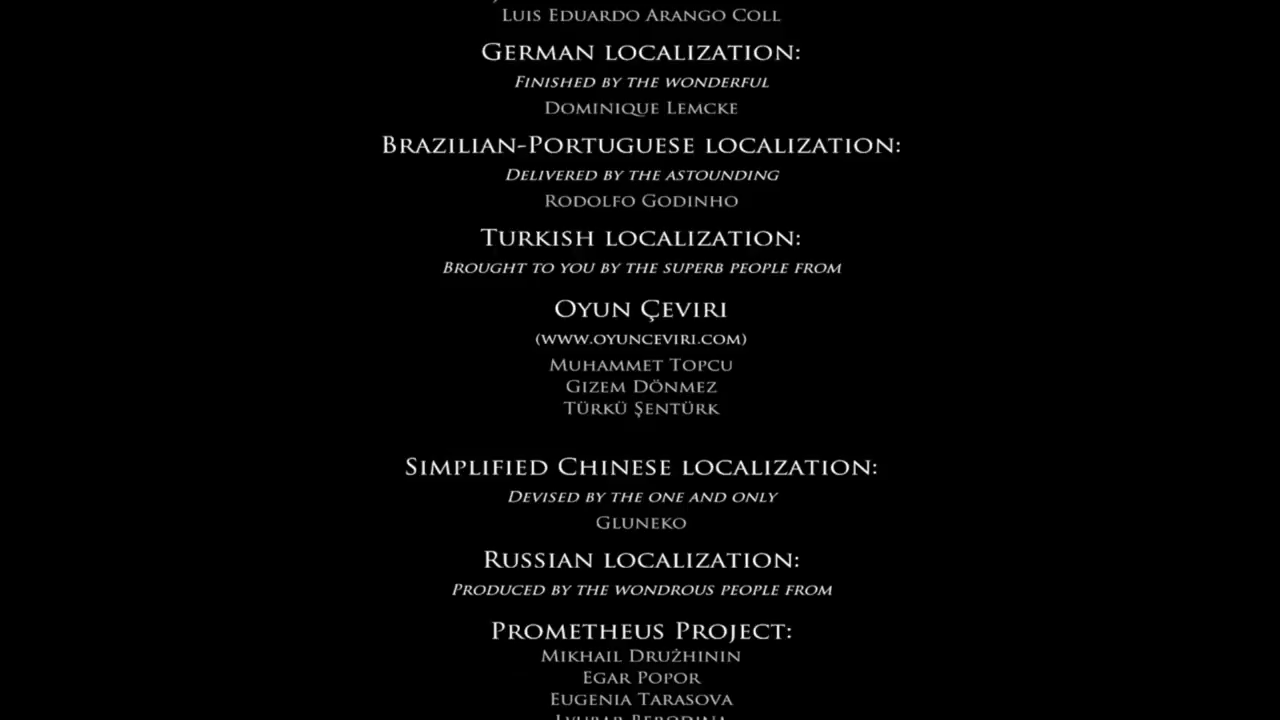 Luis Eduardo Arango Coll
German localization:
Finished by the wonderful
Dominique Lemcke
Brazilian-Portuguese localization:
Delivered by the astounding
Rodolfo Godinho
Turkish localization:
Brought to you by the superb people from
Oyun Çeviri
(www.oyunceviri.com)
Muhammet Topcu
Gizem Dönmez
Türkü Şentürk
Simplified Chinese localization:
Devised by the one and only
Gluneko
Russian localization:
Produced by the wondrous people from
Prometheus Project:
Mikhail Družhinin
Egar Popor
Eugenia Tarasova